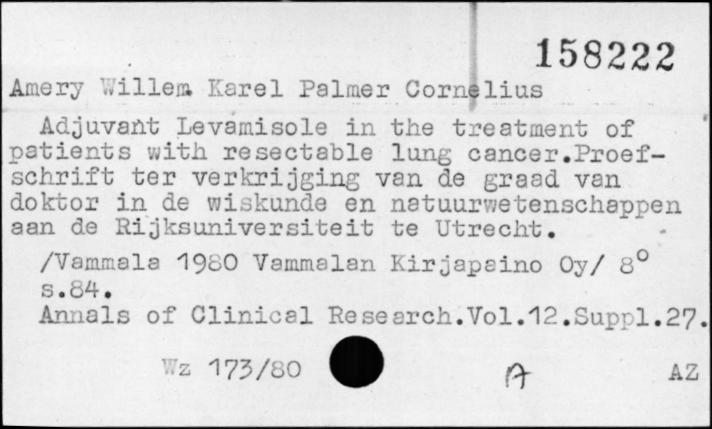 158222
Amery Willem Karel Palmer Cornelius
Adjuvant Levamisole in the treatment of
patients with resectable lung cancer.Proef-
schrift ter verkrijging van de graad van
doktor in de wiskunde en natuurwetenschappen
aan de Rijksuniversiteit te Utrecht.
/Vammala 1980 Vammalan Kirjapaino Oy/ 8°
s.84.
Annals of Clinical Research.Vol.12.Suppl.27.
Wz 173/80 A AZ